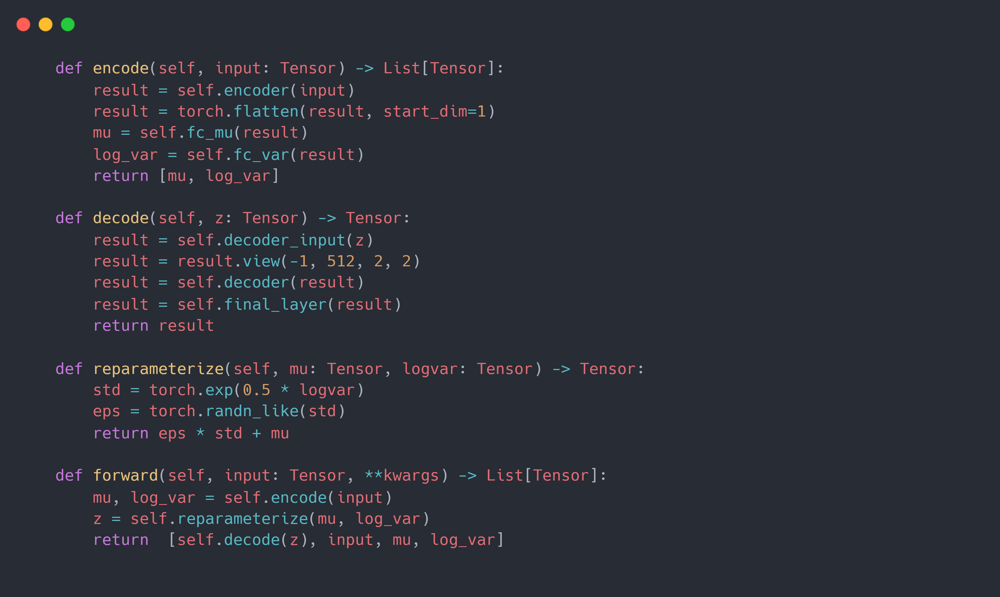 def encode(self, input: Tensor) -> List[Tensor]:
    result = self.encoder(input)
    result = torch.flatten(result, start_dim=1)
    mu = self.fc_mu(result)
    log_var = self.fc_var(result)
    return [mu, log_var]

def decode(self, z: Tensor) -> Tensor:
    result = self.decoder_input(z)
    result = result.view(-1, 512, 2, 2)
    result = self.decoder(result)
    result = self.final_layer(result)
    return result

def reparameterize(self, mu: Tensor, logvar: Tensor) -> Tensor:
    std = torch.exp(0.5 * logvar)
    eps = torch.randn_like(std)
    return eps * std + mu

def forward(self, input: Tensor, **kwargs) -> List[Tensor]:
    mu, log_var = self.encode(input)
    z = self.reparameterize(mu, log_var)
    return  [self.decode(z), input, mu, log_var]